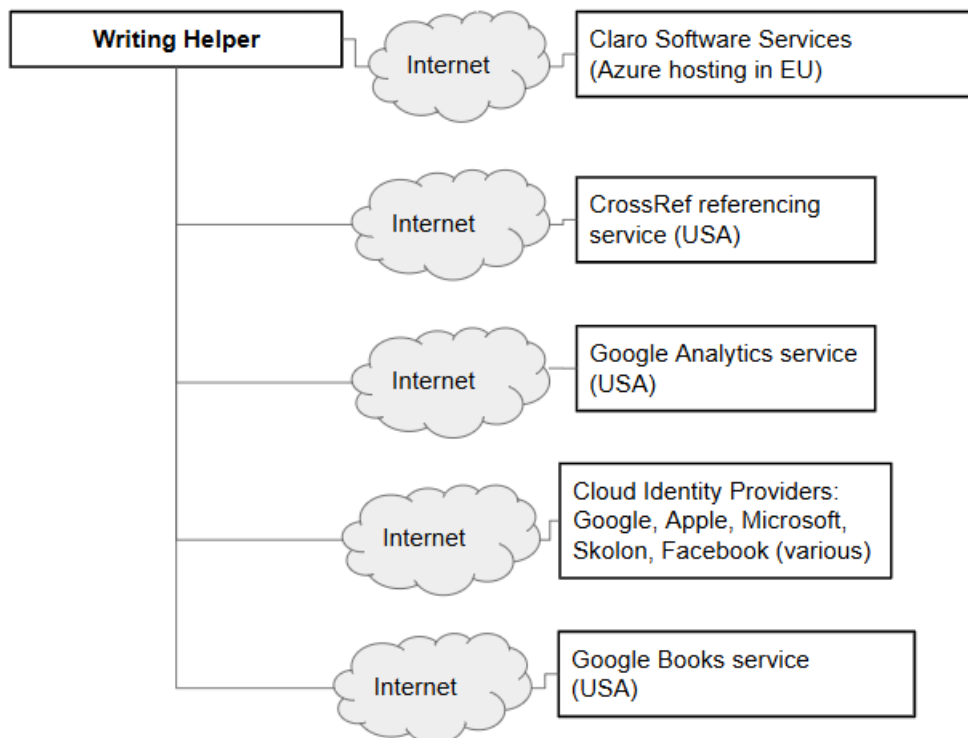 Writing Helper
Internet
Claro Software Services
(Azure hosting in EU)
Internet
CrossRef referencing
service (USA)
Internet
Google Analytics service
(USA)
Internet
Cloud Identity Providers:
Google, Apple, Microsoft,
Skolon, Facebook (various)
Internet
Google Books service
(USA)